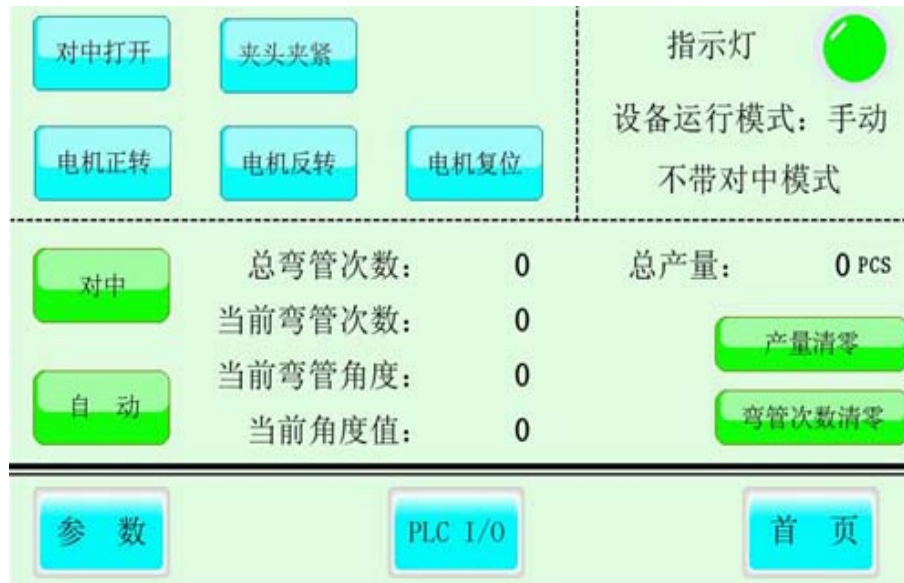 对中打开 夹头夹紧
指示灯
设备运行模式：手动
电机正转 电机反转 电机复位
不带对中模式
对中
总弯管次数： 0
总产量： 0 PCS
当前弯管次数： 0
产量清零
当前弯管角度： 0
自 动
弯管次数清零
当前角度值： 0
参 数 PLC I/O 首 页